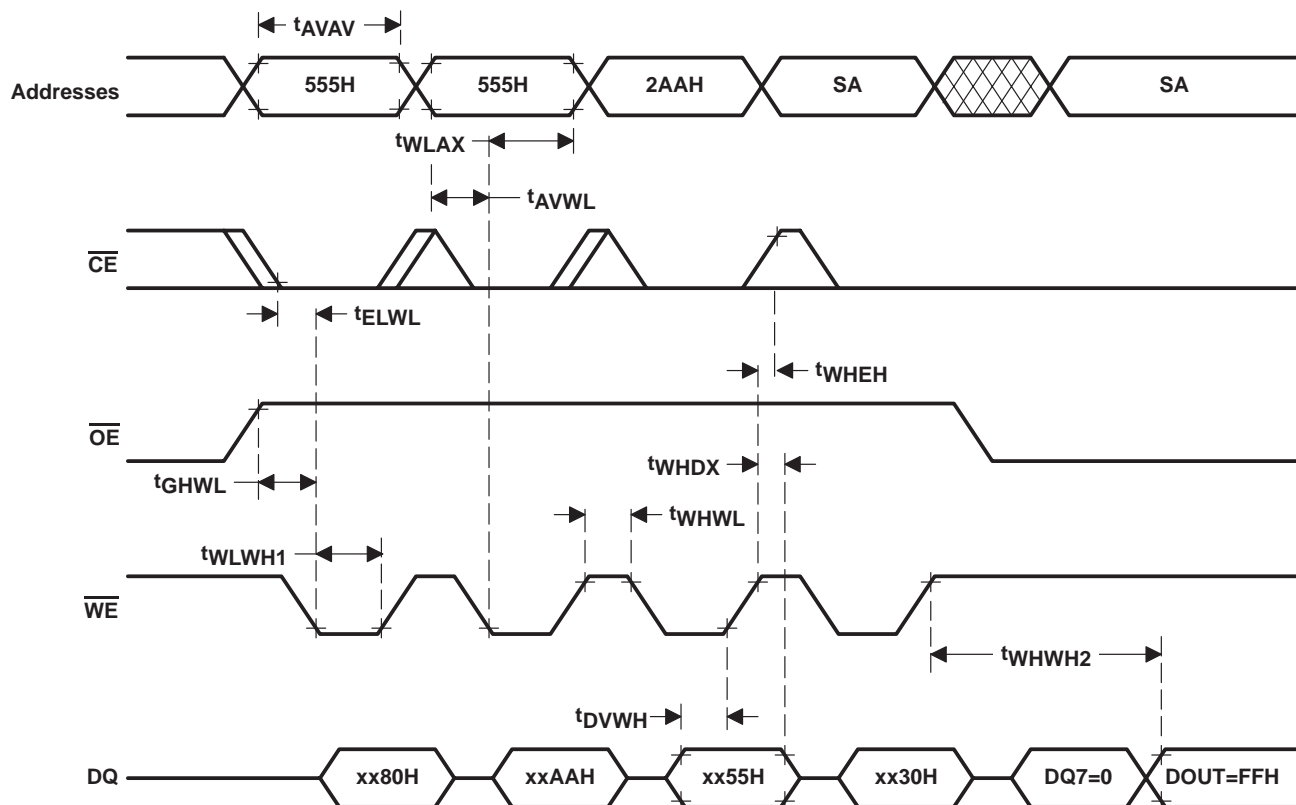 tAVAV
Addresses
555H 555H 2AAH SA SA
tWLAX
tAVWL
CE
tELWL
tWHEH
OE
tWHDX
tGHWL
tWHWL
tWLWH1
WE
tWHWH2
tDVWH
DQ xx80H xxAAH xx55H xx30H DQ7=0 DOUT=FFH